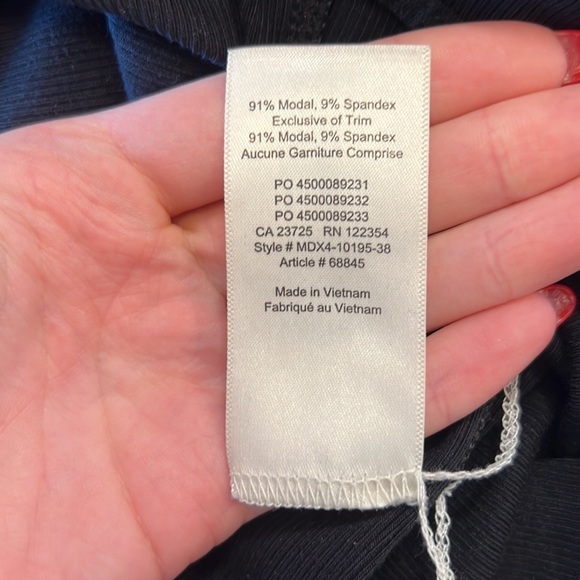 91% Modal, 9% Spandex
Exclusive of Trim
91% Modal, 9% Spandex
Aucune Garniture Comprise
PO 4500089231
PO 4500089232
PO 4500089233
CA 23725 RN 122354
Style # MDX4-10195-38
Article # 68845
Made in Vietnam
Fabriqué au Vietnam